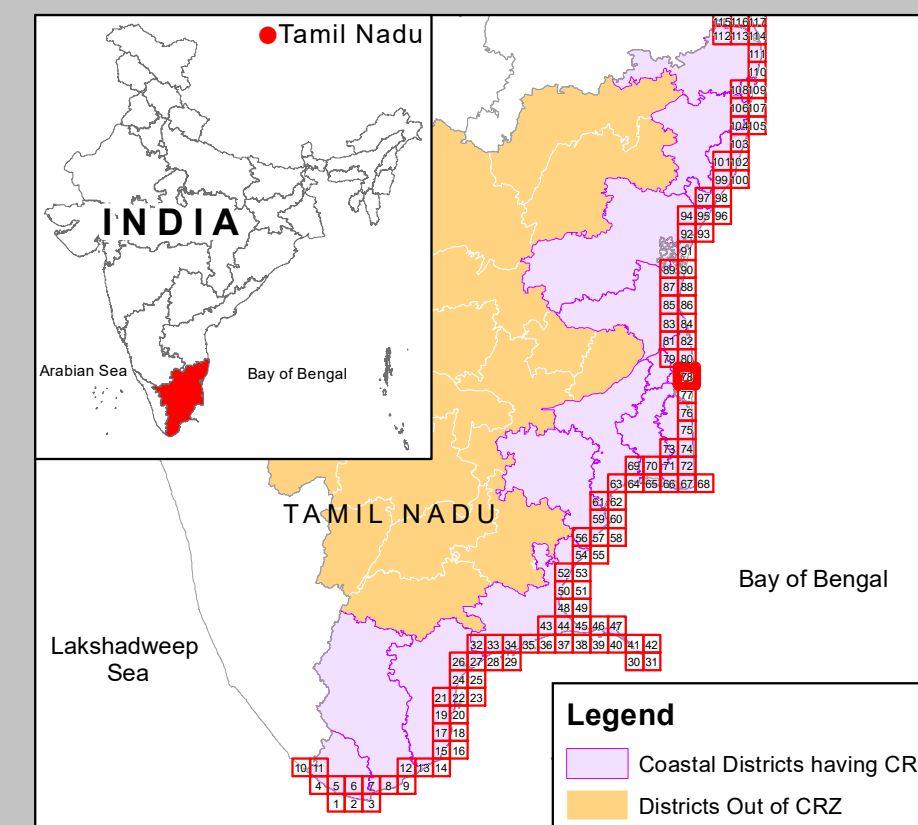 Tamil Nadu
INDIA
Arabian Sea
Bay of Bengal
115 116 117
112 113 114
111
110
108 109
106 107
104 105
103
101 102
99 100
97 98
94 95 96
92 93
91
89 90
87 88
85 86
83 84
81 82
79 80
78
77
76
75
73 74
69 70 71 72
63 64 65 66 67 68
61 62
TAMIL NADU
59 60
56 57 58
54 55
52 53
Bay of Bengal
50 51
48 49
43 44 45 46 47
Lakshadweep
Sea
32 33 34 35 36 37 38 39 40 41 42
26 27 28 29 30 31
24 25
21 22 23
19 20
17 18
15 16
10 11 12 13 14
4 5 6 7 8 9
1 2 3
Legend
Coastal Districts having CR
Districts Out of CRZ